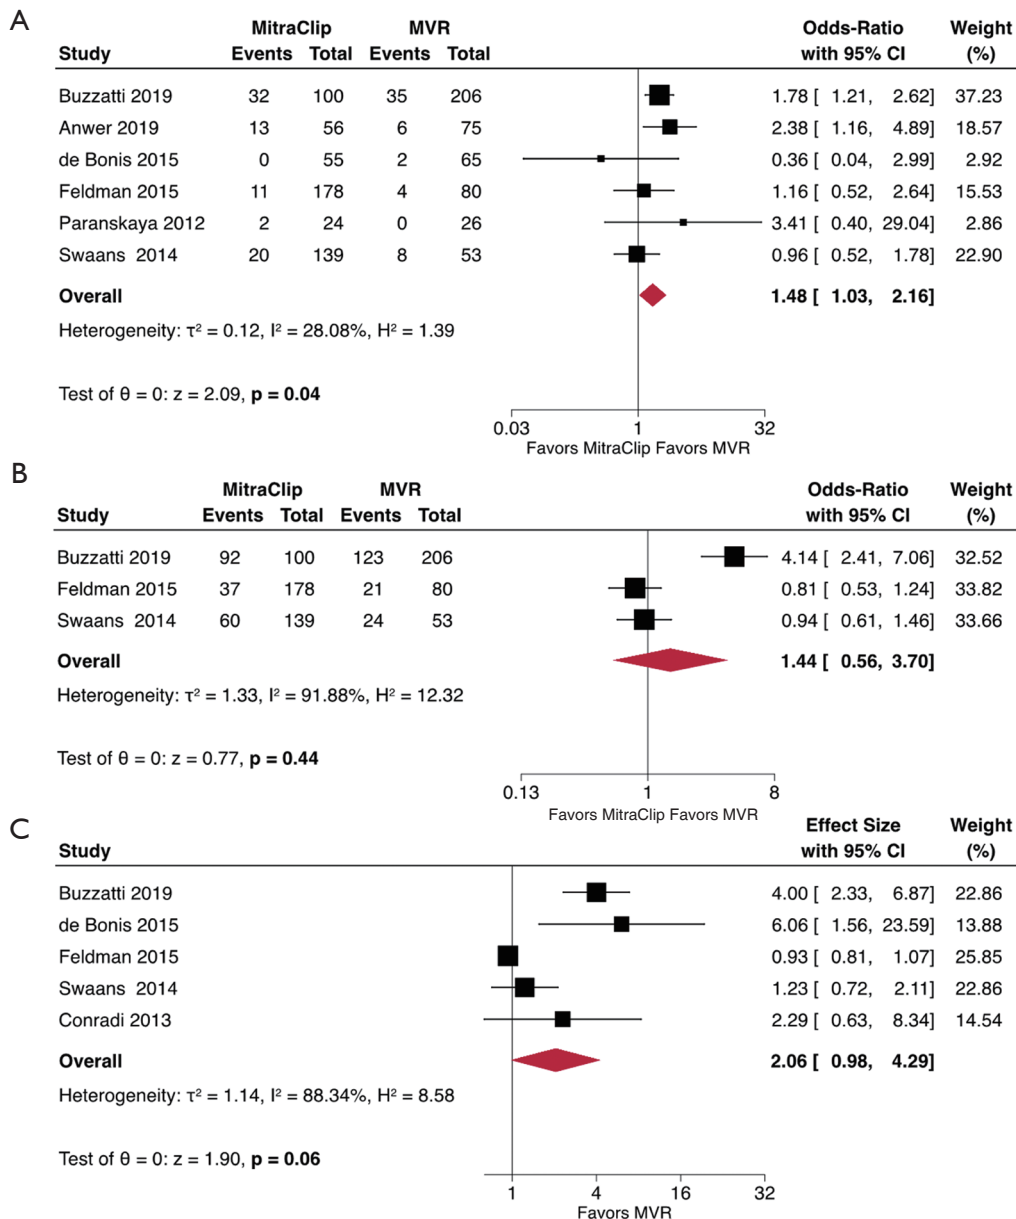 A
MitraClip MVR Odds-Ratio Weight
Study Events Total Events Total with 95% CI (%)
Buzzatti 2019 32 100 35 206 1.78 [ 1.21, 2.62] 37.23
Anwer 2019 13 56 6 75 2.38 [ 1.16, 4.89] 18.57
de Bonis 2015 0 55 2 65 0.36 [ 0.04, 2.99] 2.92
Feldman 2015 11 178 4 80 1.16 [ 0.52, 2.64] 15.53
Paranskaya 2012 2 24 0 26 3.41 [ 0.40, 29.04] 2.86
Swaans 2014 20 139 8 53 0.96 [ 0.52, 1.78] 22.90
Overall 1.48 [ 1.03, 2.16]
Heterogeneity: τ² = 0.12, I² = 28.08%, H² = 1.39
Test of θ = 0: z = 2.09, p = 0.04
0.03 1 32
Favors MitraClip Favors MVR
B
MitraClip MVR Odds-Ratio Weight
Study Events Total Events Total with 95% CI (%)
Buzzatti 2019 92 100 123 206 4.14 [ 2.41, 7.06] 32.52
Feldman 2015 37 178 21 80 0.81 [ 0.53, 1.24] 33.82
Swaans 2014 60 139 24 53 0.94 [ 0.61, 1.46] 33.66
Overall 1.44 [ 0.56, 3.70]
Heterogeneity: τ² = 1.33, I² = 91.88%, H² = 12.32
Test of θ = 0: z = 0.77, p = 0.44
0.13 1 8
Favors MitraClip Favors MVR
C
Effect Size Weight
Study with 95% CI (%)
Buzzatti 2019 4.00 [ 2.33, 6.87] 22.86
de Bonis 2015 6.06 [ 1.56, 23.59] 13.88
Feldman 2015 0.93 [ 0.81, 1.07] 25.85
Swaans 2014 1.23 [ 0.72, 2.11] 22.86
Conradi 2013 2.29 [ 0.63, 8.34] 14.54
Overall 2.06 [ 0.98, 4.29]
Heterogeneity: τ² = 1.14, I² = 88.34%, H² = 8.58
Test of θ = 0: z = 1.90, p = 0.06
1 4 16 32
Favors MVR